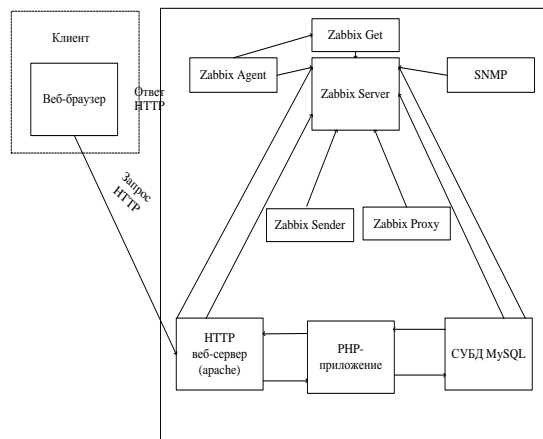 Клиент
Веб-браузер
Ответ
HTTP
Запрос
HTTP
Zabbix Get
Zabbix Agent
Zabbix Server
SNMP
Zabbix Sender
Zabbix Proxy
HTTP
веб-сервер
(apache)
PHP-
приложение
СУБД MySQL